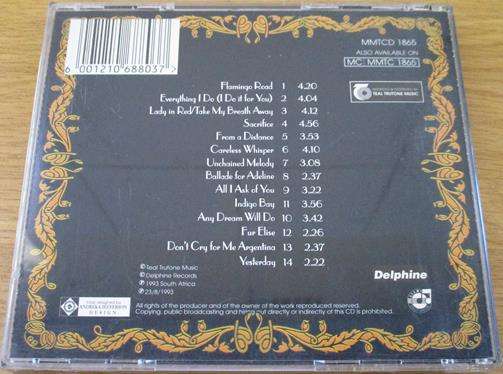 MMTCD 1865
ALSO AVAILABLE ON
MC MMTC 1865
6 001210 688037 >
TEAL TRUTONE MUSIC
Flamingo Road 1 4.20
Everything I Do (I Do it for You) 2 4.04
Lady in Red/Take My Breath Away 3 4.12
Sacrifice 4 4.56
From a Distance 5 3.53
Careless Whisper 6 4.10
Unchained Melody 7 3.08
Ballade for Adeline 8 2.37
All I Ask of You 9 3.22
Indigo Bay 11 3.56
Any Dream Will Do 10 3.42
Fur Elise 12 2.26
Don't Cry for Me Argentina 13 2.37
Yesterday 14 2.22
© Teal Trutone Music
© Delphine Records
℗ 1993 South Africa
℗ 23/8/1993
Delphine
DESIGN
All rights of the producer and of the owner of the work reproduced reserved.
Copying, public broadcasting and hiring out directly or indirectly of this CD is prohibited.